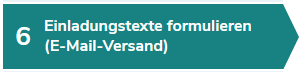 6
Einladungstexte formulieren
(E-Mail-Versand)